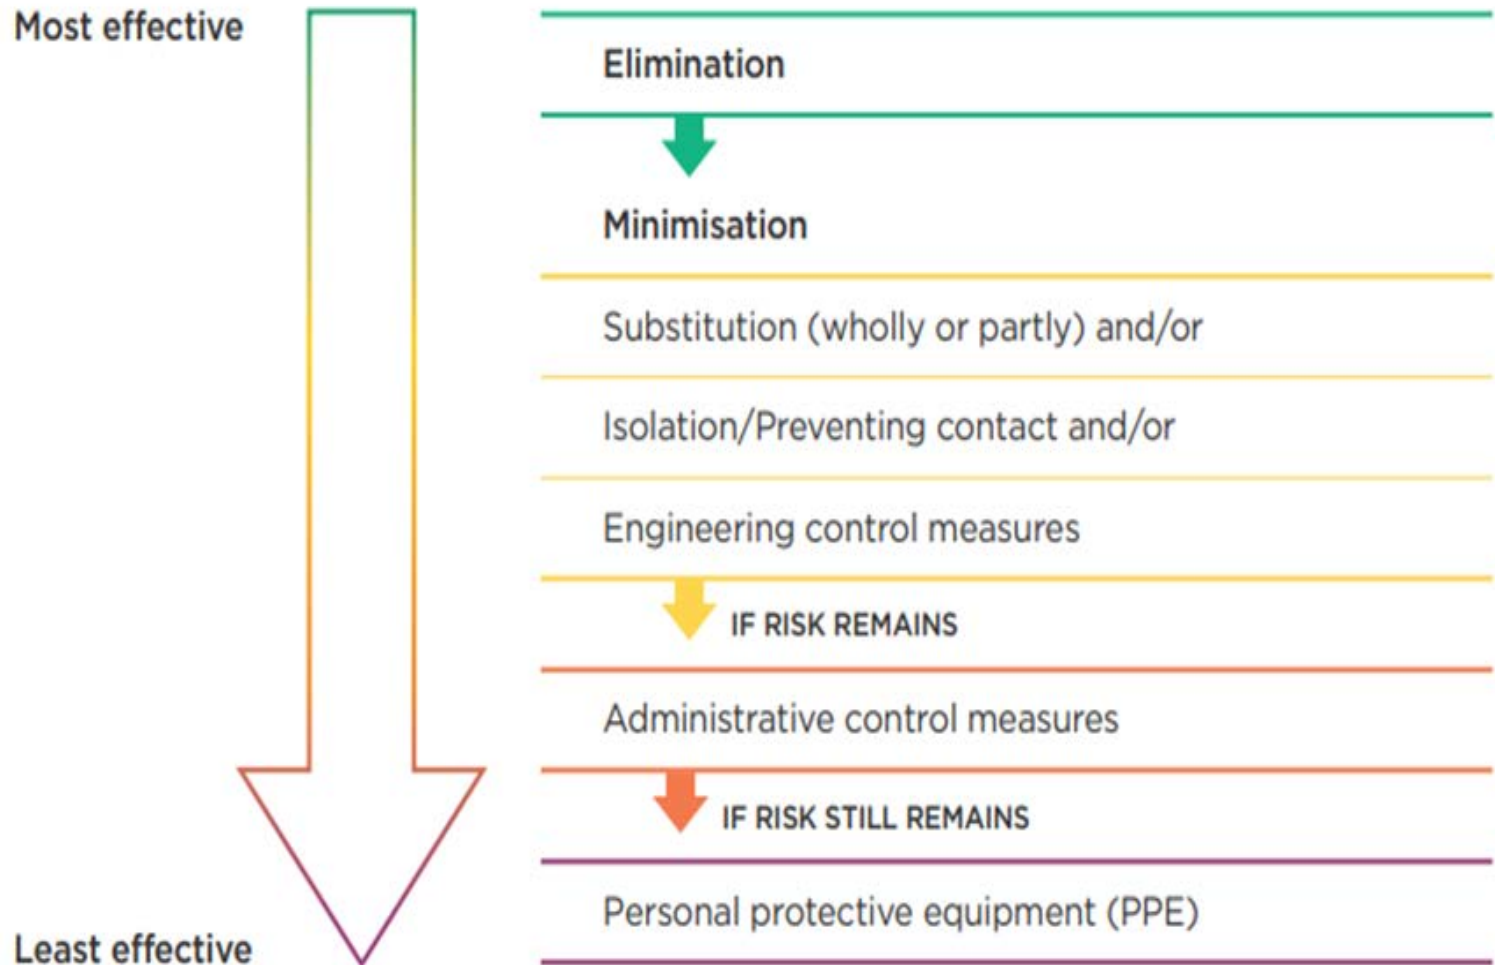 Most effective
Elimination
Minimisation
Substitution (wholly or partly) and/or
Isolation/Preventing contact and/or
Engineering control measures
IF RISK REMAINS
Administrative control measures
IF RISK STILL REMAINS
Personal protective equipment (PPE)
Least effective